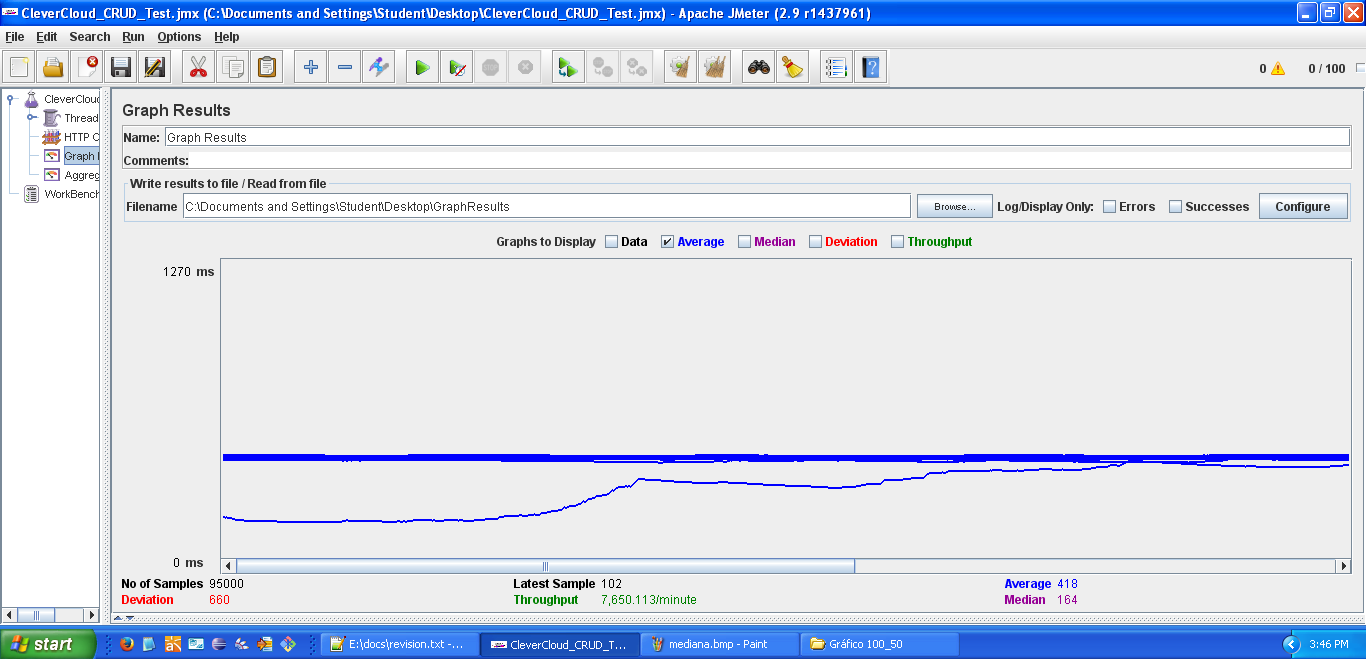 CleverCloud_CRUD_Test.jmx (C:\Documents and Settings\Student\Desktop\CleverCloud_CRUD_Test.jmx) - Apache JMeter (2.9 r1437961)
File Edit Search Run Options Help
0 0 / 100
CleverCloud
Thread
HTTP C
Graph
Aggreg
WorkBench
Graph Results
Name: Graph Results
Comments:
Write results to file / Read from file
Filename C:\Documents and Settings\Student\Desktop\GraphResults Browse... Log/Display Only: Errors Successes Configure
Graphs to Display Data Average Median Deviation Throughput
1270 ms
0 ms
No of Samples 95000 Latest Sample 102 Average 418
Deviation 660 Throughput 7,650.113/minute Median 164
start E:\docs\revision.txt -... CleverCloud_CRUD_T... mediana.bmp - Paint Gráfico 100_50 3:46 PM